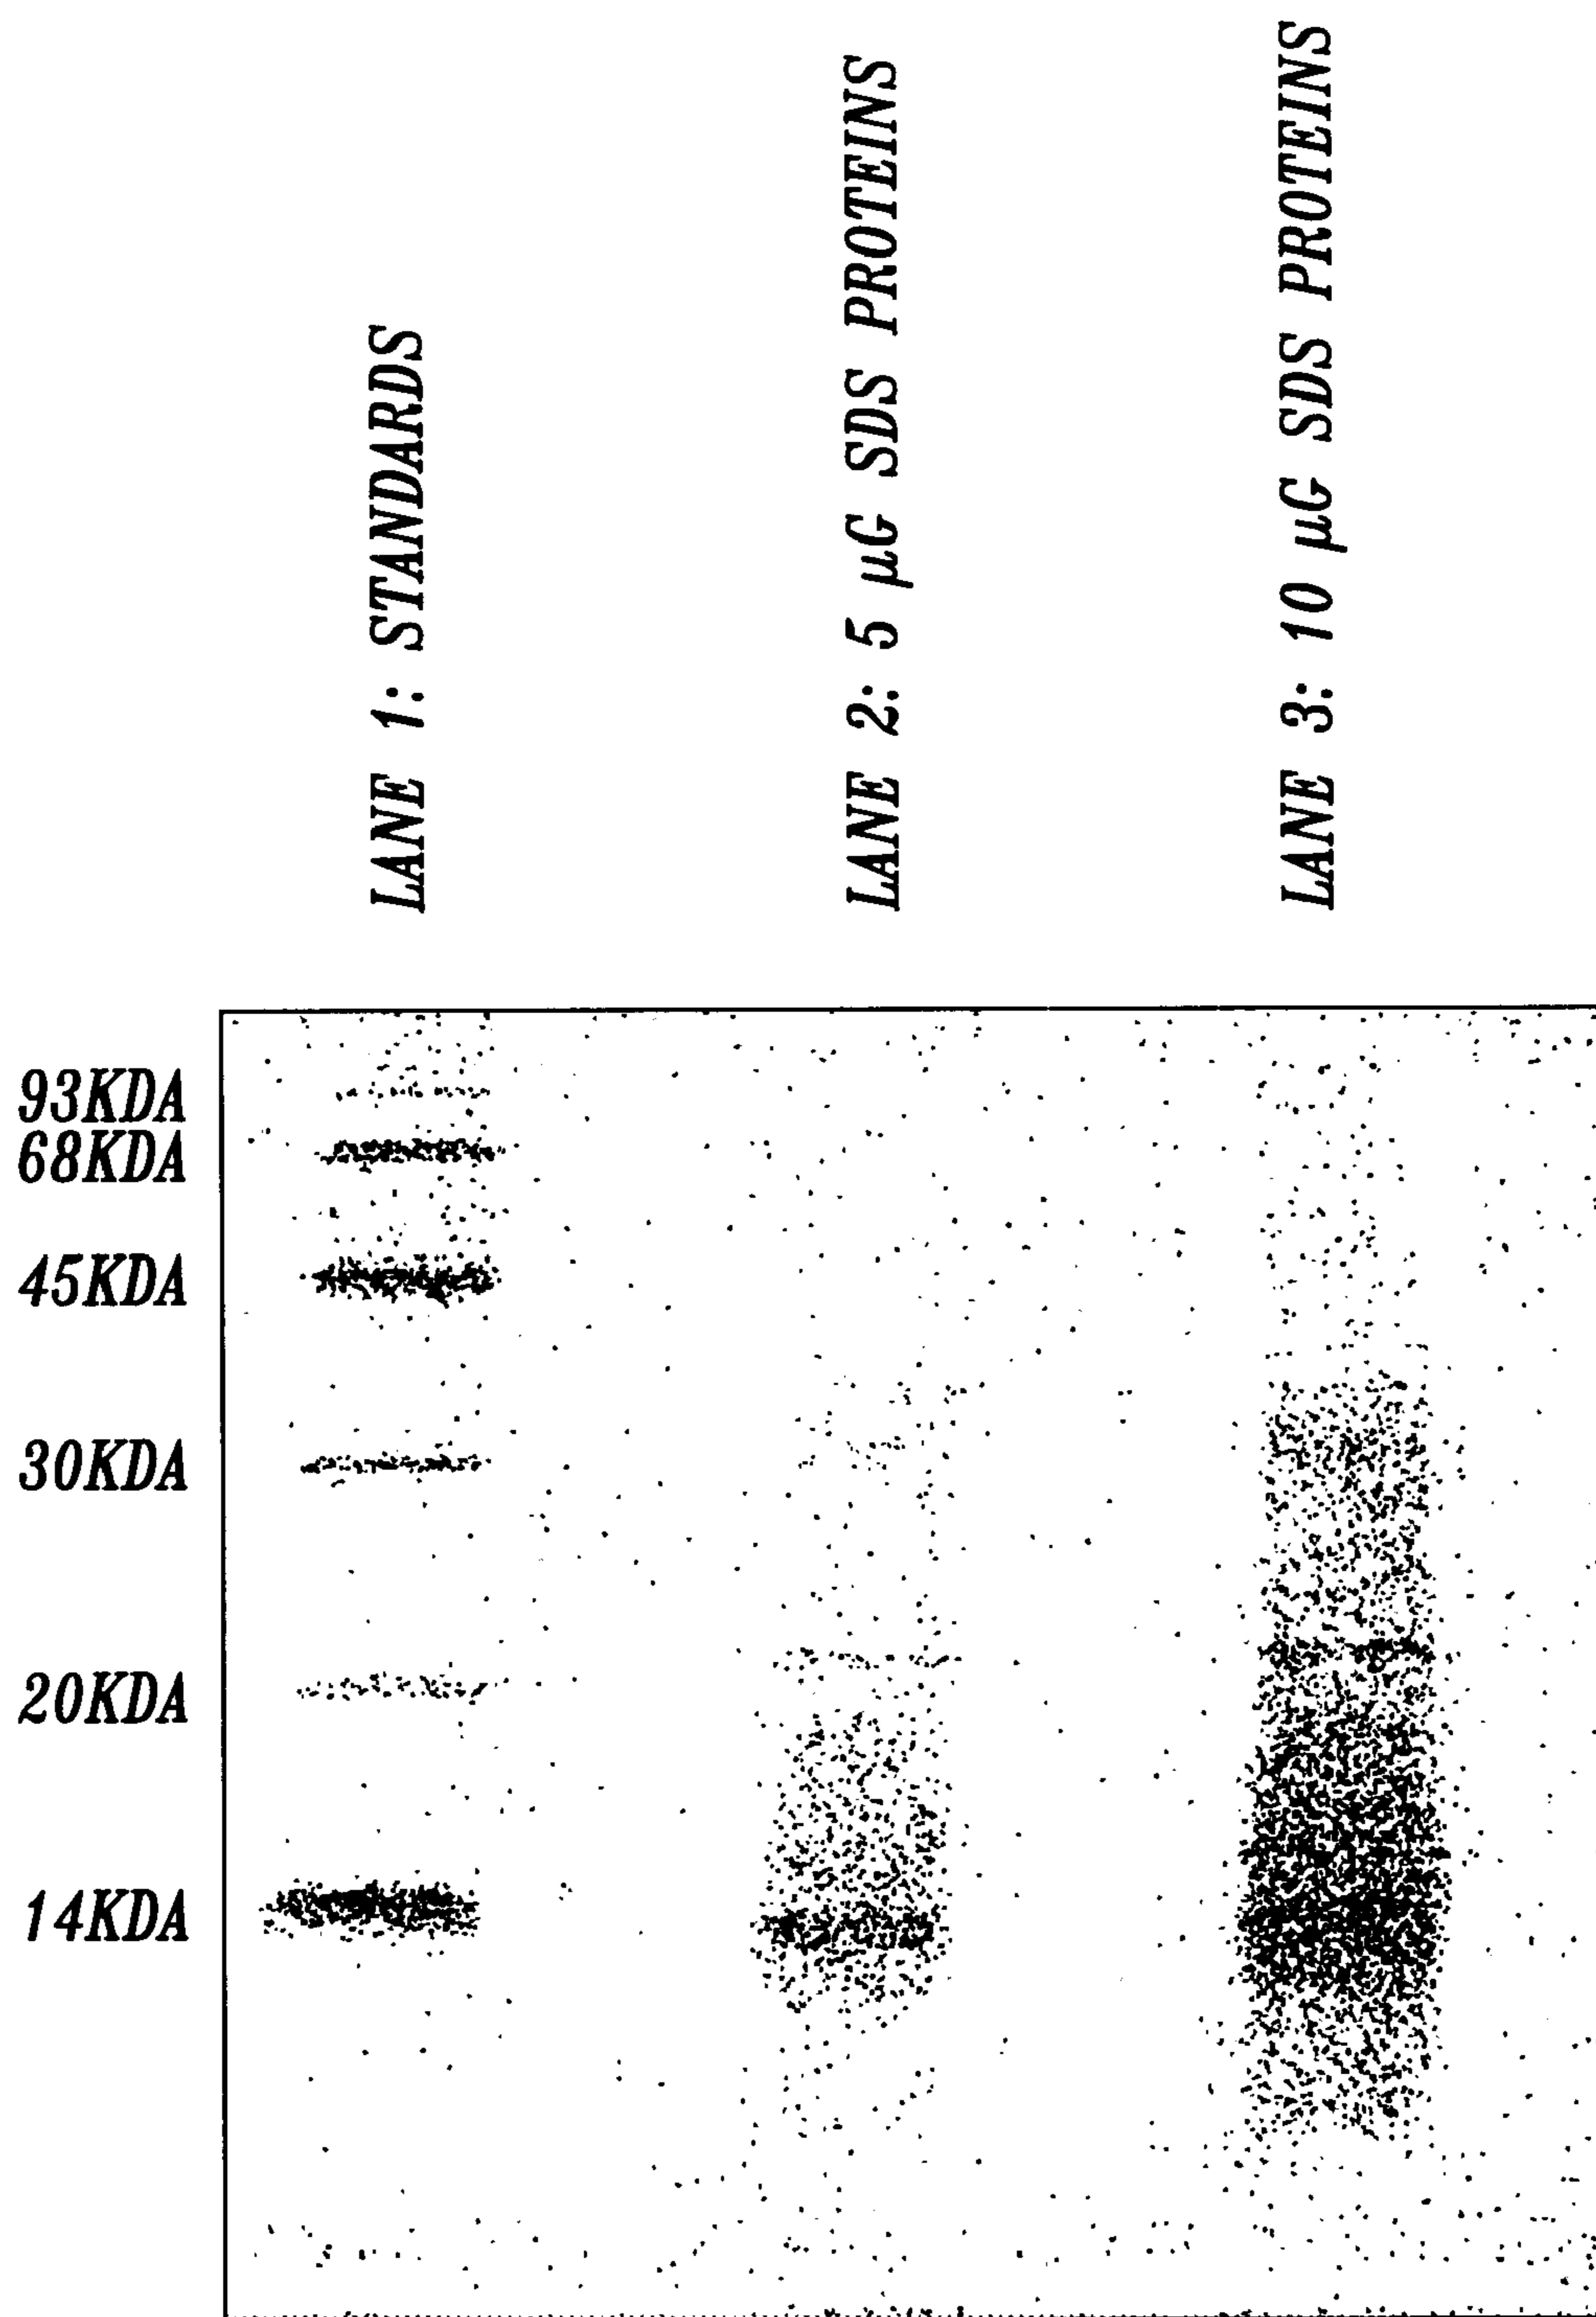 LANE 1: STANDARDS
LANE 2: 5 µG SDS PROTEINS
LANE 3: 10 µG SDS PROTEINS
93KDA
68KDA
45KDA
30KDA
20KDA
14KDA